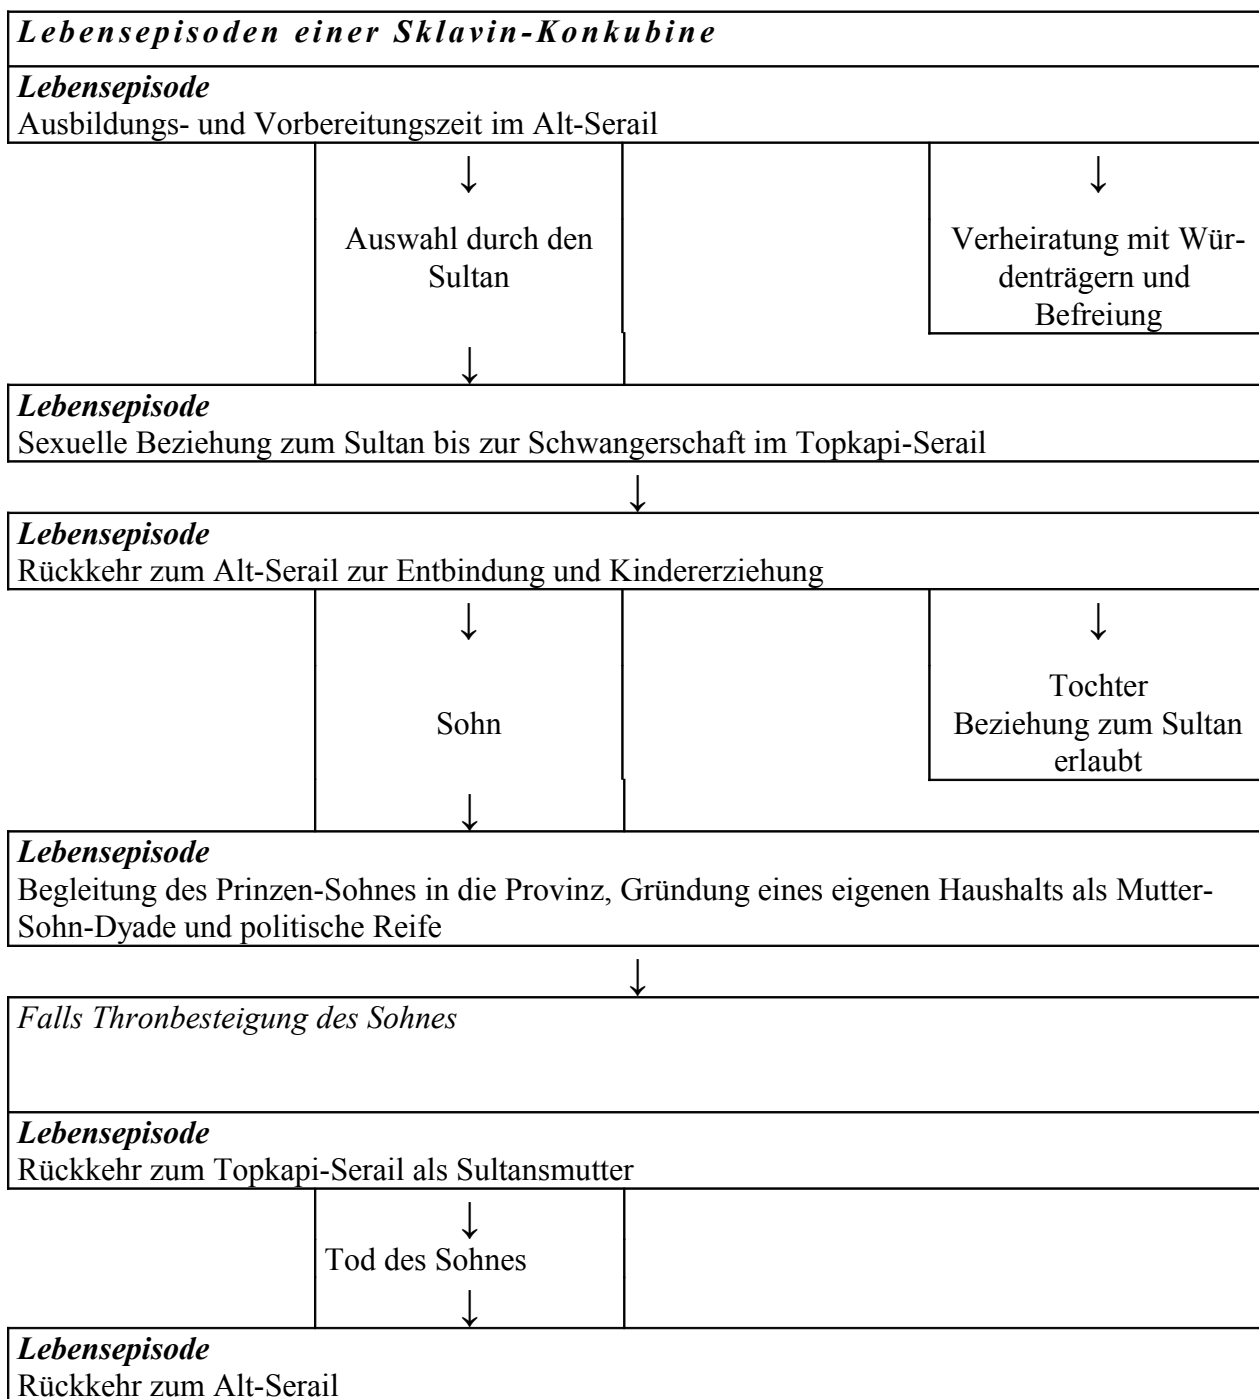 Lebensepisoden einer Sklavin-Konkubine
Lebensepisode
Ausbildungs- und Vorbereitungszeit im Alt-Serail
↓
↓
Auswahl durch den
Sultan
Verheiratung mit Wür-
denträgern und
Befreiung
↓
Lebensepisode
Sexuelle Beziehung zum Sultan bis zur Schwangerschaft im Topkapi-Serail
↓
Lebensepisode
Rückkehr zum Alt-Serail zur Entbindung und Kindererziehung
↓
↓
Sohn
Tochter
Beziehung zum Sultan
erlaubt
↓
Lebensepisode
Begleitung des Prinzen-Sohnes in die Provinz, Gründung eines eigenen Haushalts als Mutter-
Sohn-Dyade und politische Reife
↓
Falls Thronbesteigung des Sohnes
Lebensepisode
Rückkehr zum Topkapi-Serail als Sultansmutter
↓
Tod des Sohnes
↓
Lebensepisode
Rückkehr zum Alt-Serail